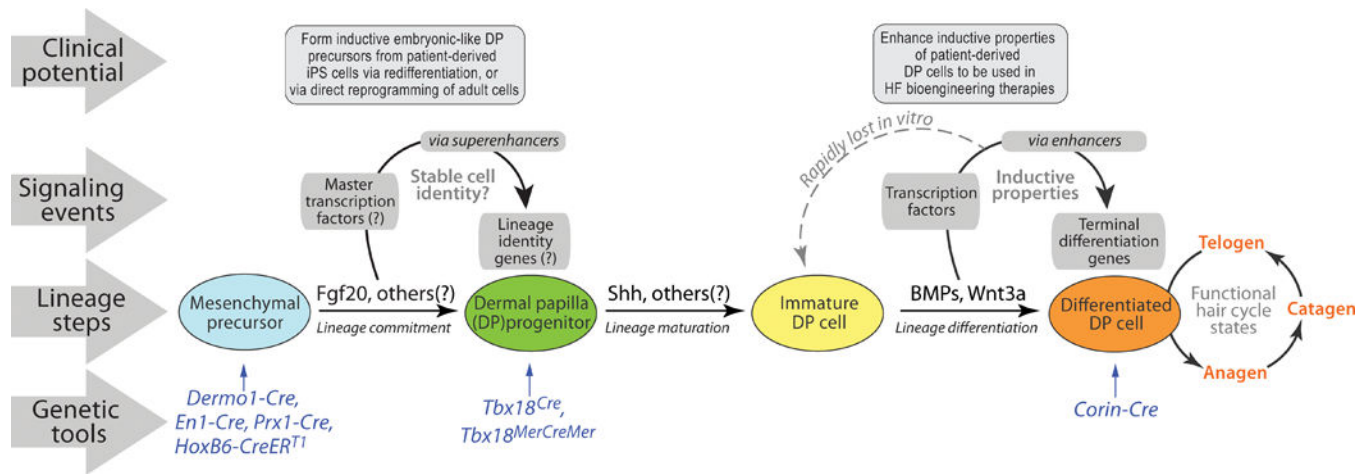 Clinical
potential
Form inductive embryonic-like DP
precursors from patient-derived
iPS cells via redifferentiation, or
via direct reprogramming of adult cells
Enhance inductive properties
of patient-derived
DP cells to be used in
HF bioengineering therapies
Signaling
events
via superenhancers
Stable cell
identity?
Master
transcription
factors (?)
Lineage
identity
genes (?)
Rapidly lost in vitro
via enhancers
Inductive
properties
Transcription
factors
Terminal
differentiation
genes
Lineage
steps
Mesenchymal
precursor
Fgf20, others(?)
Lineage commitment
Dermal papilla
(DP)progenitor
Shh, others(?)
Lineage maturation
Immature
DP cell
BMPs, Wnt3a
Lineage differentiation
Differentiated
DP cell
Telogen
Functional
hair cycle
states
Catagen
Anagen
Genetic
tools
Dermo1-Cre,
En1-Cre, Prx1-Cre,
HoxB6-CreERT1
Tbx18Cre,
Tbx18MerCreMer
Corin-Cre